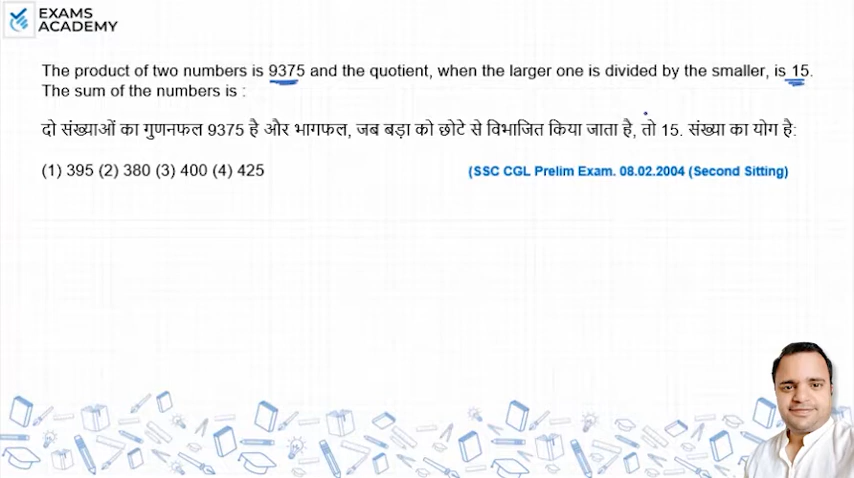 EXAMS
ACADEMY
The product of two numbers is 9375 and the quotient, when the larger one is divided by the smaller, is 15.
The sum of the numbers is :
दो संख्याओं का गुणनफल 9375 है और भागफल, जब बड़ा को छोटे से विभाजित किया जाता है, तो 15. संख्या का योग है:
(1) 395 (2) 380 (3) 400 (4) 425
(SSC CGL Prelim Exam. 08.02.2004 (Second Sitting)